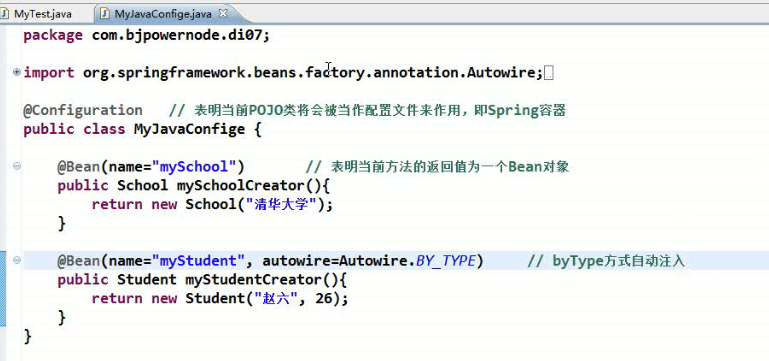 MyTest.java MyJavaConfige.java
package com.bjpowernode.di07;
import org.springframework.beans.factory.annotation.Autowire;
@Configuration // 表明当前POJO类将会被当作配置文件来作用，即Spring容器
public class MyJavaConfige {
@Bean(name="mySchool") // 表明当前方法的返回值为一个Bean对象
public School mySchoolCreator(){
return new School("清华大学");
}
@Bean(name="myStudent", autowire=Autowire.BY_TYPE) // byType方式自动注入
public Student myStudentCreator(){
return new Student("赵六", 26);
}
}